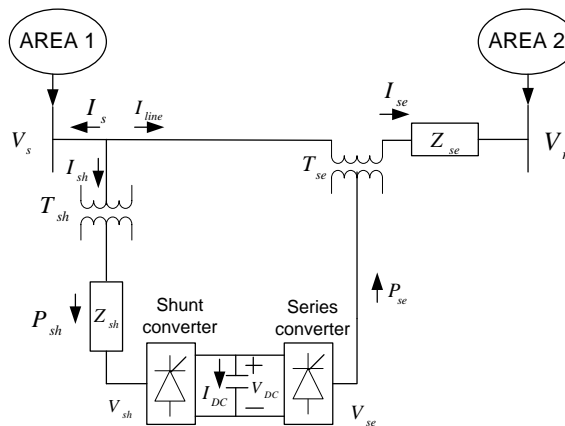 AREA 1
AREA 2
I_s
I_line
I_se
V_s
V_r
Z_se
I_sh
T_se
T_sh
P_se
P_sh
Z_sh
Shunt converter
Series converter
+
I_DC
V_DC
—
V_sh
V_se